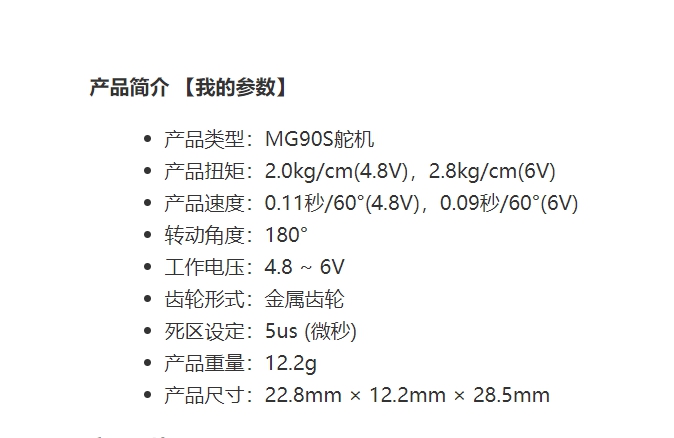 产品简介 【我的参数】
产品类型：MG90S舵机
产品扭矩：2.0kg/cm(4.8V)，2.8kg/cm(6V)
产品速度：0.11秒/60°(4.8V)，0.09秒/60°(6V)
转动角度：180°
工作电压：4.8 ~ 6V
齿轮形式：金属齿轮
死区设定：5us (微秒)
产品重量：12.2g
产品尺寸：22.8mm × 12.2mm × 28.5mm